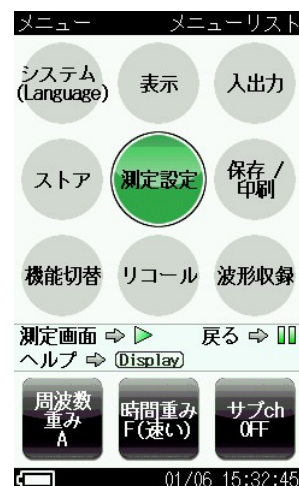 メニュー メニューリスト
システム
(Language)
表示
入出力
ストア
測定設定
保存 /
印刷
機能切替
リコール
波形収録
測定画面 ⇨ ▷ 戻る ⇨ ▯▯
ヘルプ ⇨ Display
周波数
重み
A
時間重み
F(速い)
サブch
OFF
01/06 15:32:45